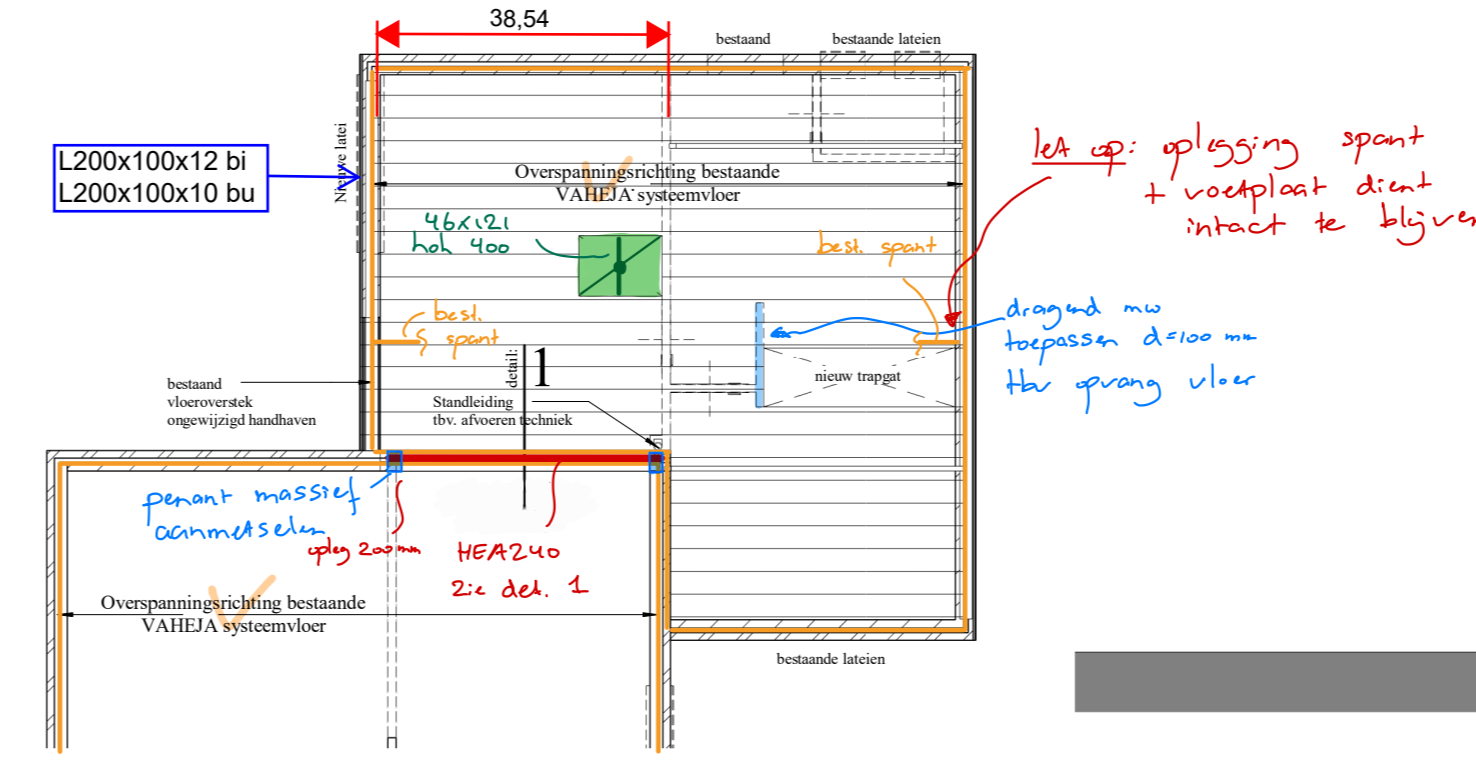 38,54
bestaand
bestaande lateien
L200x100x12 bi
L200x100x10 bu
Nieuwe latei
let op: oplegging spant
+ voetplaat dient
intact te blijven
Overspanningsrichting bestaande
VAHEJA systeemvloer
46x121
hoh 400
best. spant
best.
spant
dragend mw
toepassen d=100 mm
tbv opvang vloer
detail: 1
nieuw trapgat
bestaand
vloeroverstek
ongewijzigd handhaven
Standleiding
tbv. afvoeren techniek
penant massief
aanmetselen
opleg 200 mm
HEA240
zie det. 1
Overspanningsrichting bestaande
VAHEJA systeemvloer
bestaande lateien